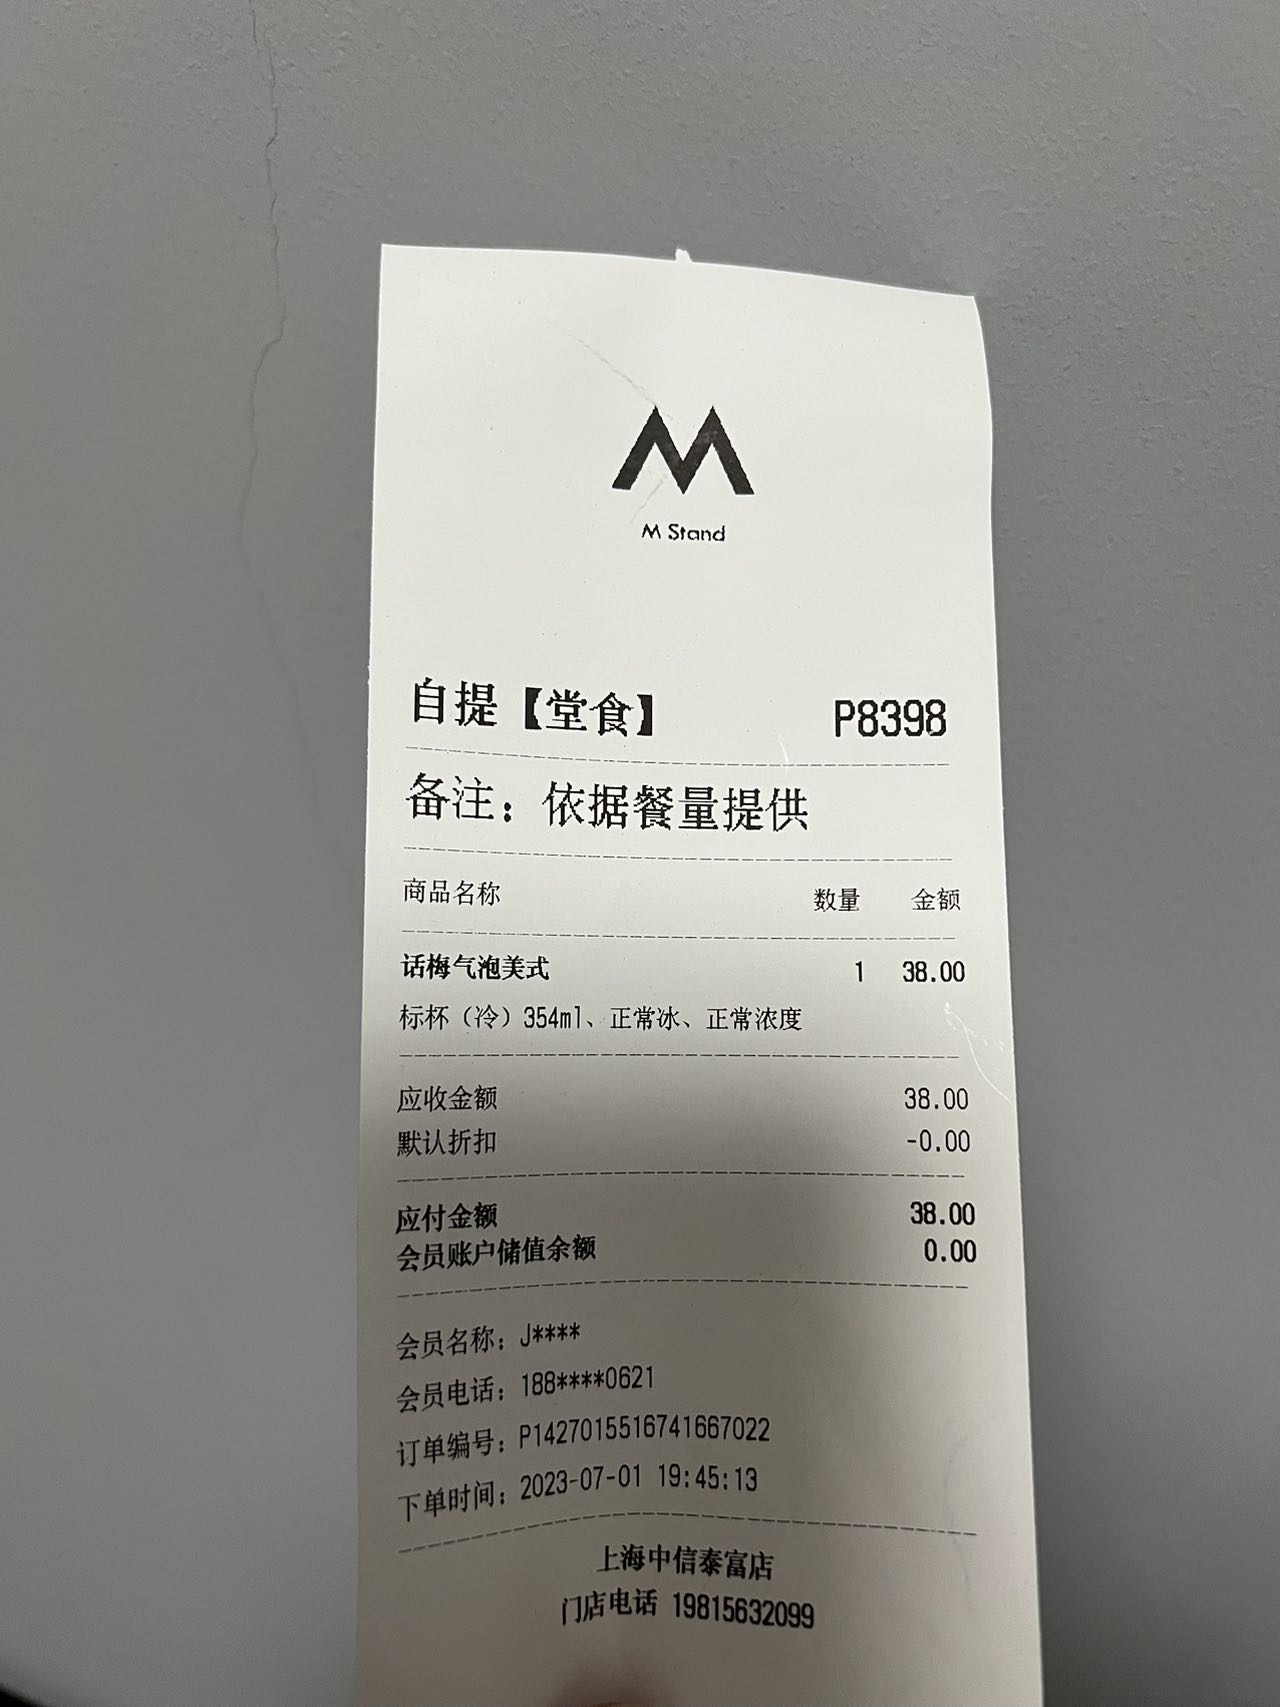 M Stand
自提【堂食】 P8398
备注：依据餐量提供
商品名称 数量 金额
话梅气泡美式 1 38.00
标杯（冷）354ml、正常冰、正常浓度
应收金额 38.00
默认折扣 -0.00
应付金额 38.00
会员账户储值余额 0.00
会员名称：J****
会员电话：188****0621
订单编号：P1427015516741667022
下单时间：2023-07-01 19:45:13
上海中信泰富店
门店电话 19815632099